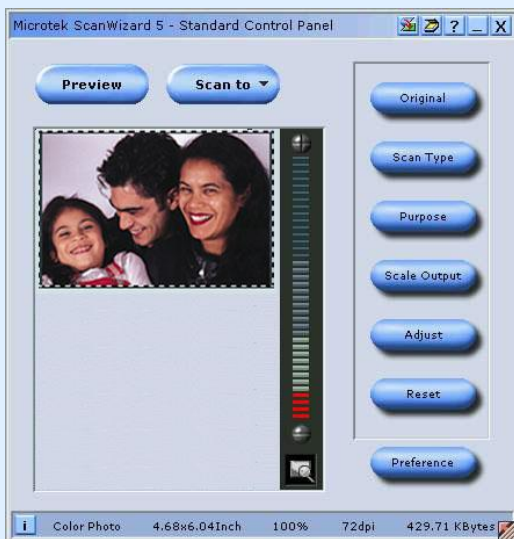 Microtek ScanWizard 5 - Standard Control Panel ? _ X
Preview Scan to
Original
Scan Type
Purpose
Scale Output
Adjust
Reset
Preference
i Color Photo 4.68x6.04Inch 100% 72dpi 429.71 KBytes